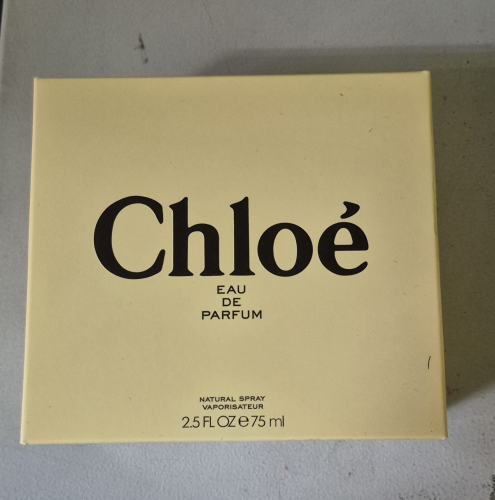 Chloé
EAU
DE
PARFUM
NATURAL SPRAY
VAPORISATEUR
2.5 FL OZ ℮ 75 ml